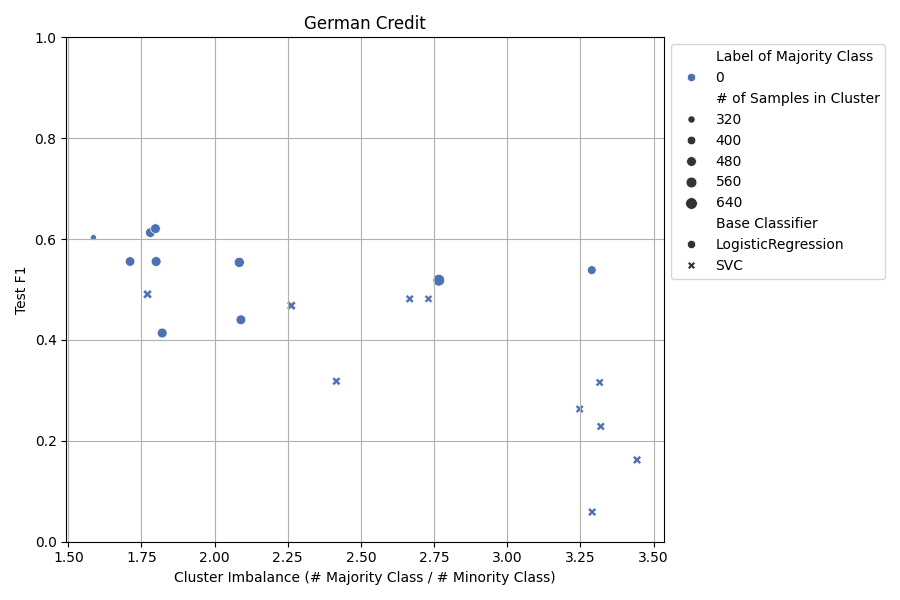 German Credit
Test F1
1.0
0.8
0.6
0.4
0.2
0.0
1.50 1.75 2.00 2.25 2.50 2.75 3.00 3.25 3.50
Cluster Imbalance (# Majority Class / # Minority Class)
Label of Majority Class
0
# of Samples in Cluster
320
400
480
560
640
Base Classifier
LogisticRegression
SVC